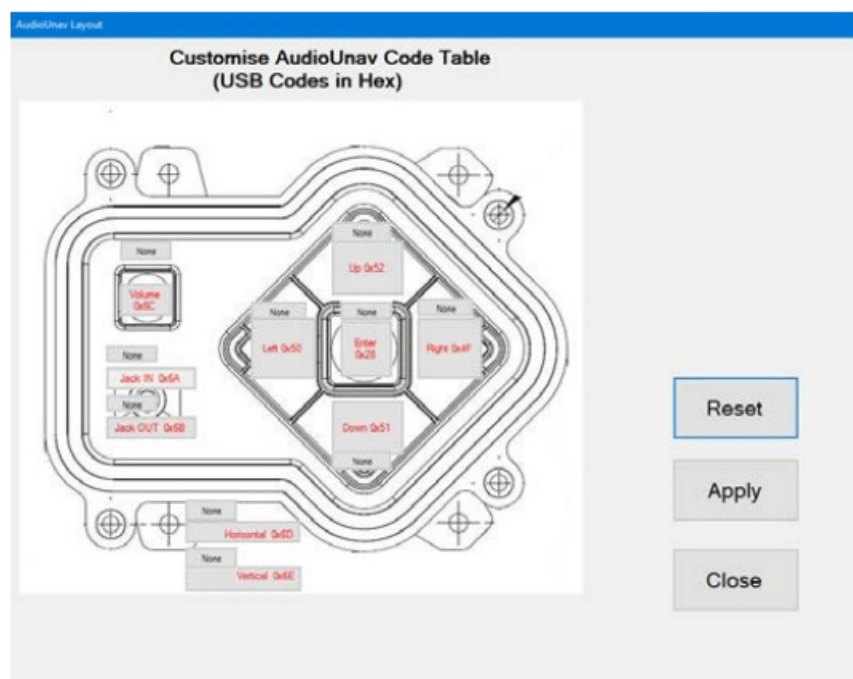 AudioUnav Layout
Customise AudioUnav Code Table
(USB Codes in Hex)
None
Volume
0x6C
None
Up 0x52
None
Left 0x50
None
Enter
0x28
None
Right 0x4F
None
Jack IN 0x6A
None
Jack OUT 0x6B
Down 0x51
None
None
Horizontal 0x6D
None
Vertical 0x6E
Reset
Apply
Close